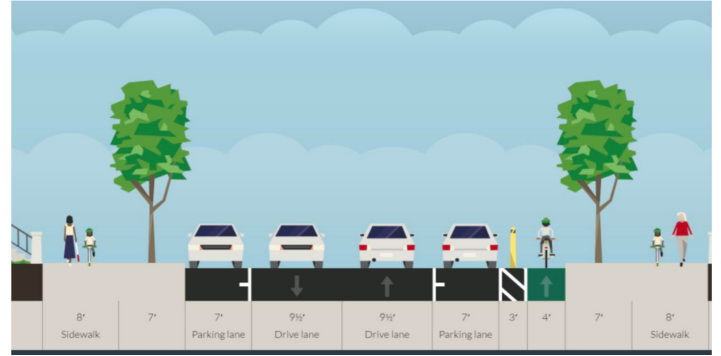 8' 7' 7' 9½' 9½' 7' 3' 4' 7' 8'
Sidewalk Parking lane Drive lane Drive lane Parking lane Sidewalk